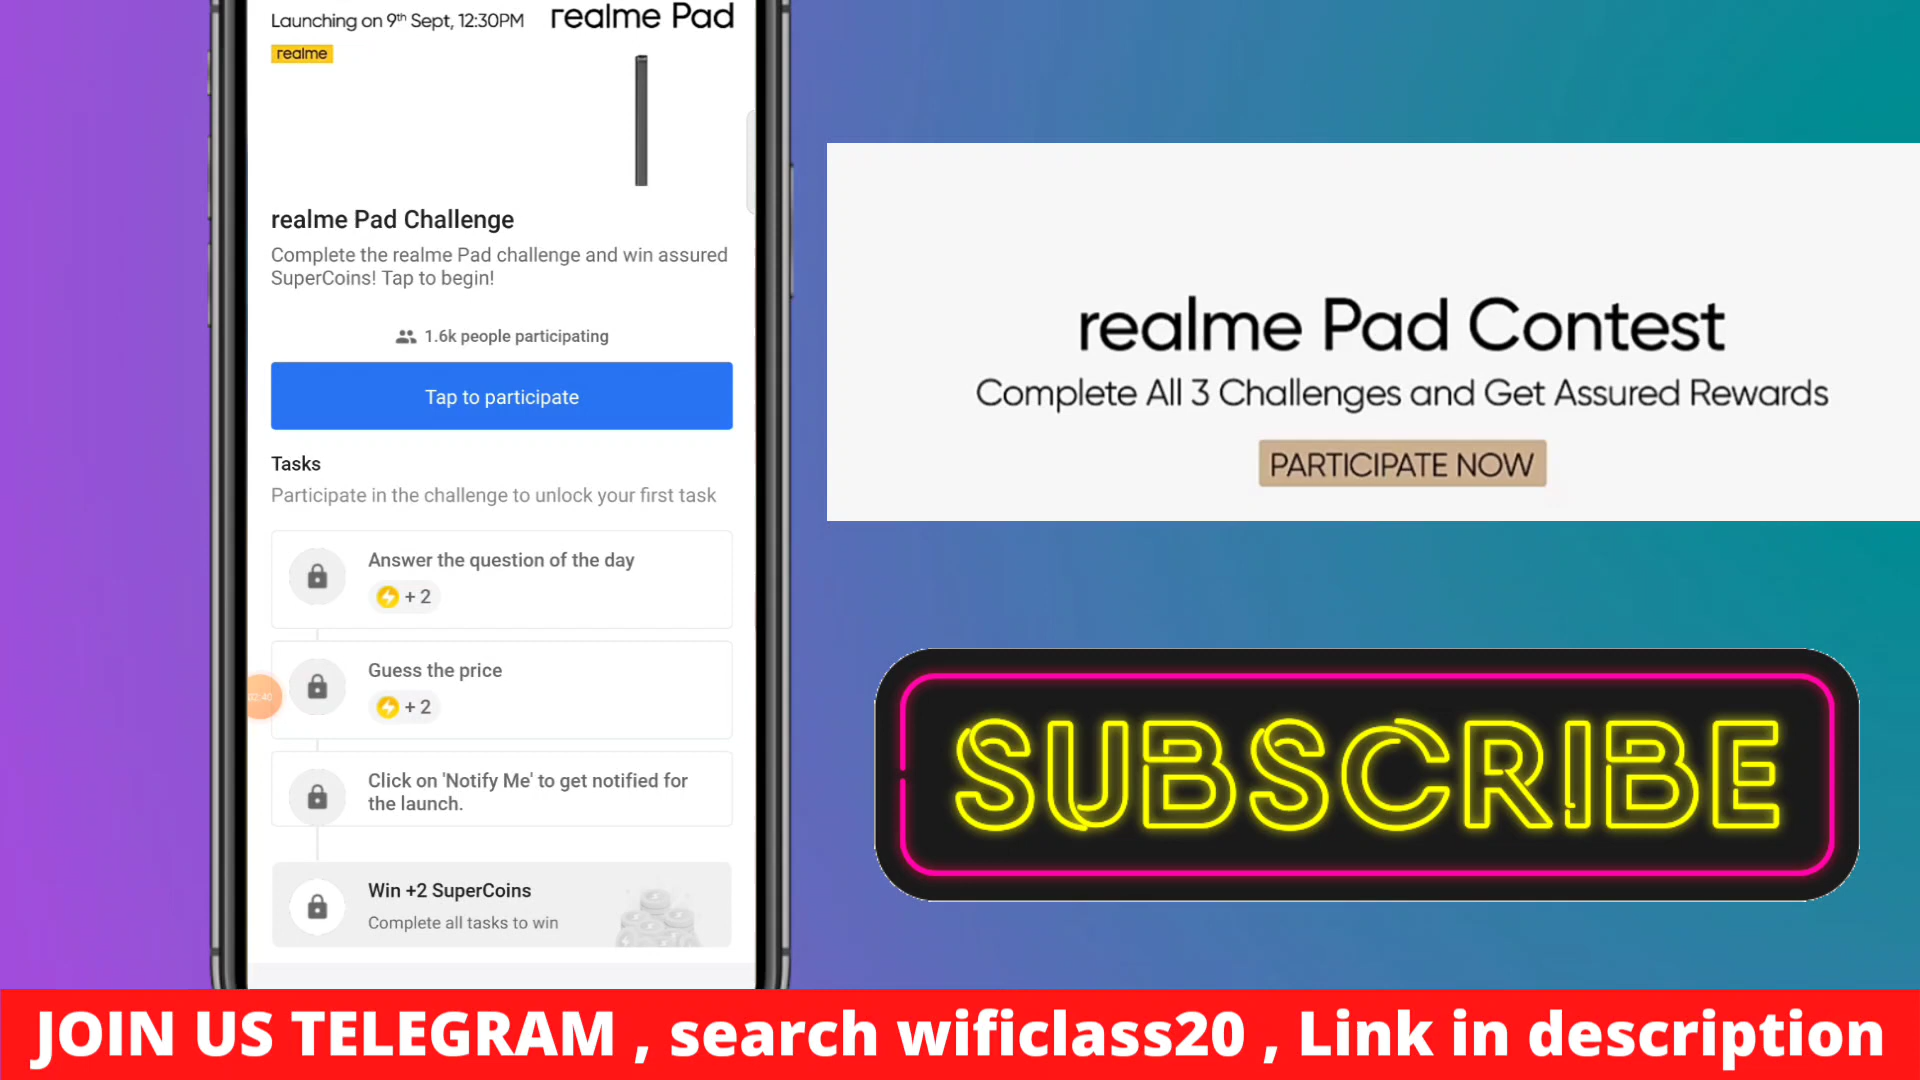 Launching on 9th Sept, 12:30PM
realme Pad
realme
realme Pad Challenge
Complete the realme Pad challenge and win assured
SuperCoins! Tap to begin!
1.6k people participating
Tap to participate
Tasks
Participate in the challenge to unlock your first task
Answer the question of the day
+ 2
Guess the price
+ 2
02:40
Click on 'Notify Me' to get notified for
the launch.
Win +2 SuperCoins
Complete all tasks to win
realme Pad Contest
Complete All 3 Challenges and Get Assured Rewards
PARTICIPATE NOW
SUBSCRIBE
JOIN US TELEGRAM , search wificlass20 , Link in description